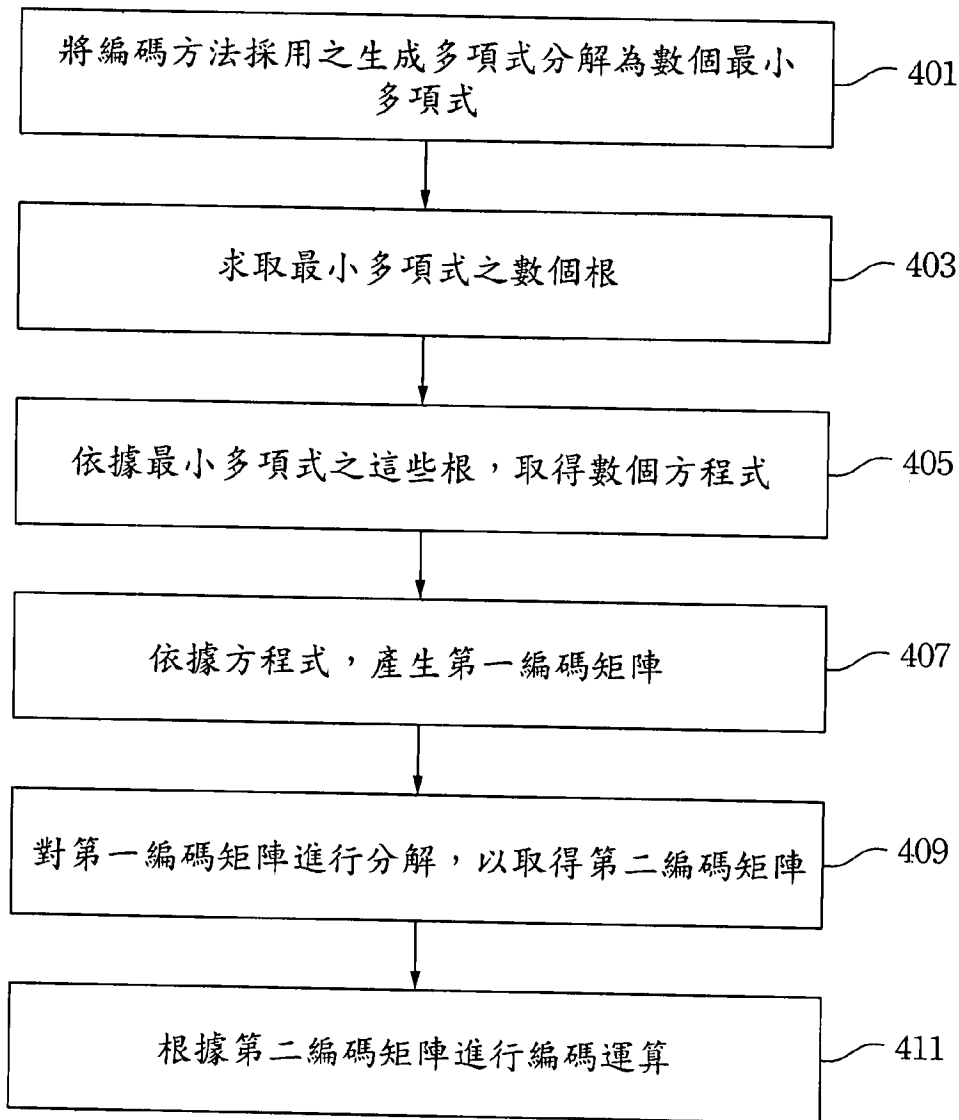 將編碼方法採用之生成多項式分解為數個最小
多項式
401
求取最小多項式之數個根
403
依據最小多項式之這些根，取得數個方程式
405
依據方程式，產生第一編碼矩陣
407
對第一編碼矩陣進行分解，以取得第二編碼矩陣
409
根據第二編碼矩陣進行編碼運算
411